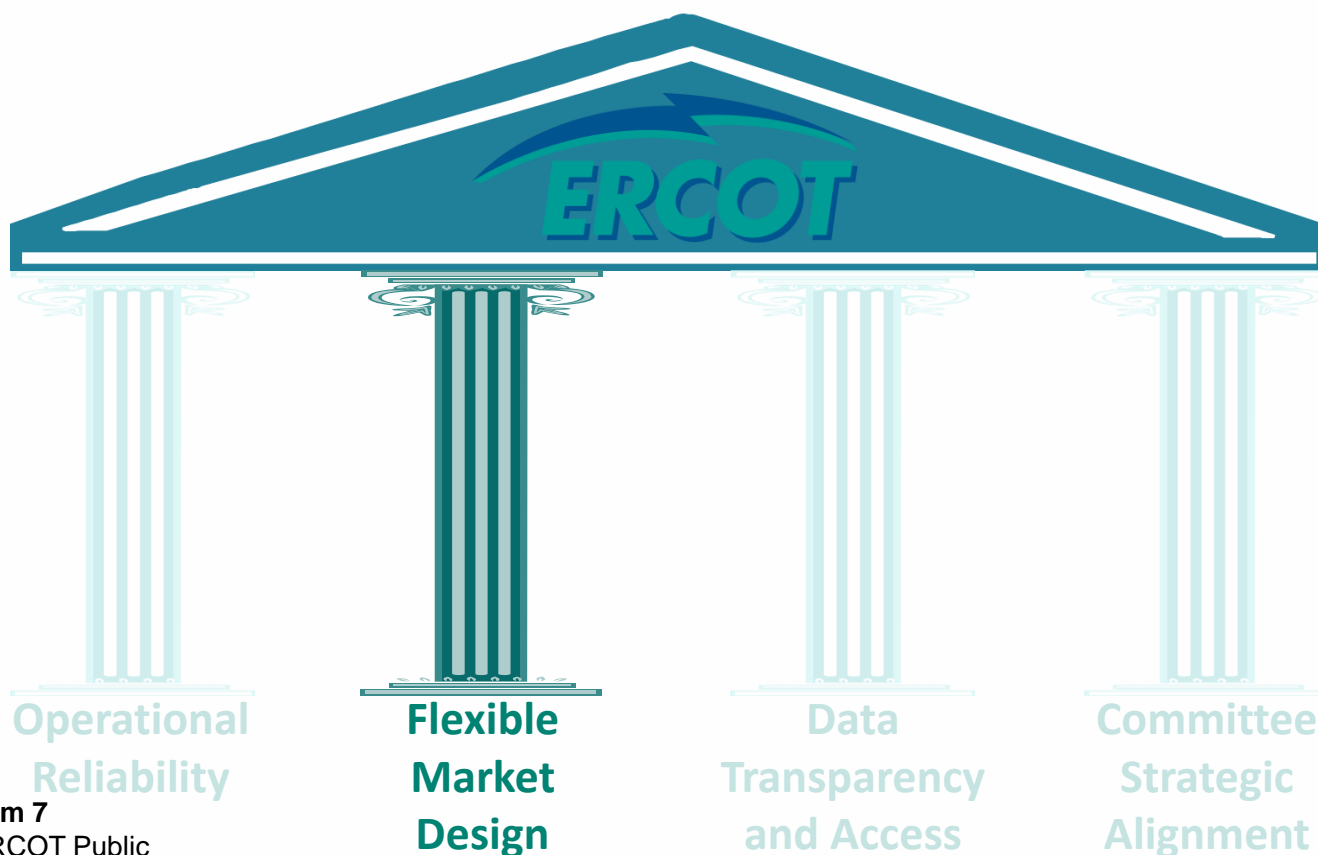 ERCOT
Operational
Reliability
Flexible
Market
Design
Data
Transparency
and Access
Committee
Strategic
Alignment
m 7
RCOT Public